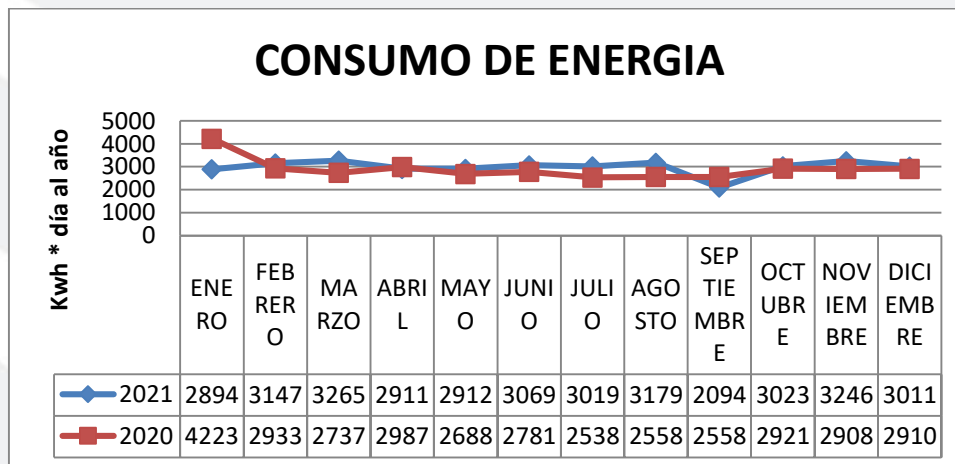 CONSUMO DE ENERGIA
Kwh * día al año
5000
4000
3000
2000
1000
0
ENE
RO
FEB
RERO
MA
RZO
ABRI
L
MAY
O
JUNI
O
JULI
O
AGO
STO
SEP
TIE
MBR
E
OCT
UBR
E
NOV
IEM
BRE
DICI
EMB
RE
2021 2894 3147 3265 2911 2912 3069 3019 3179 2094 3023 3246 3011
2020 4223 2933 2737 2987 2688 2781 2538 2558 2558 2921 2908 2910